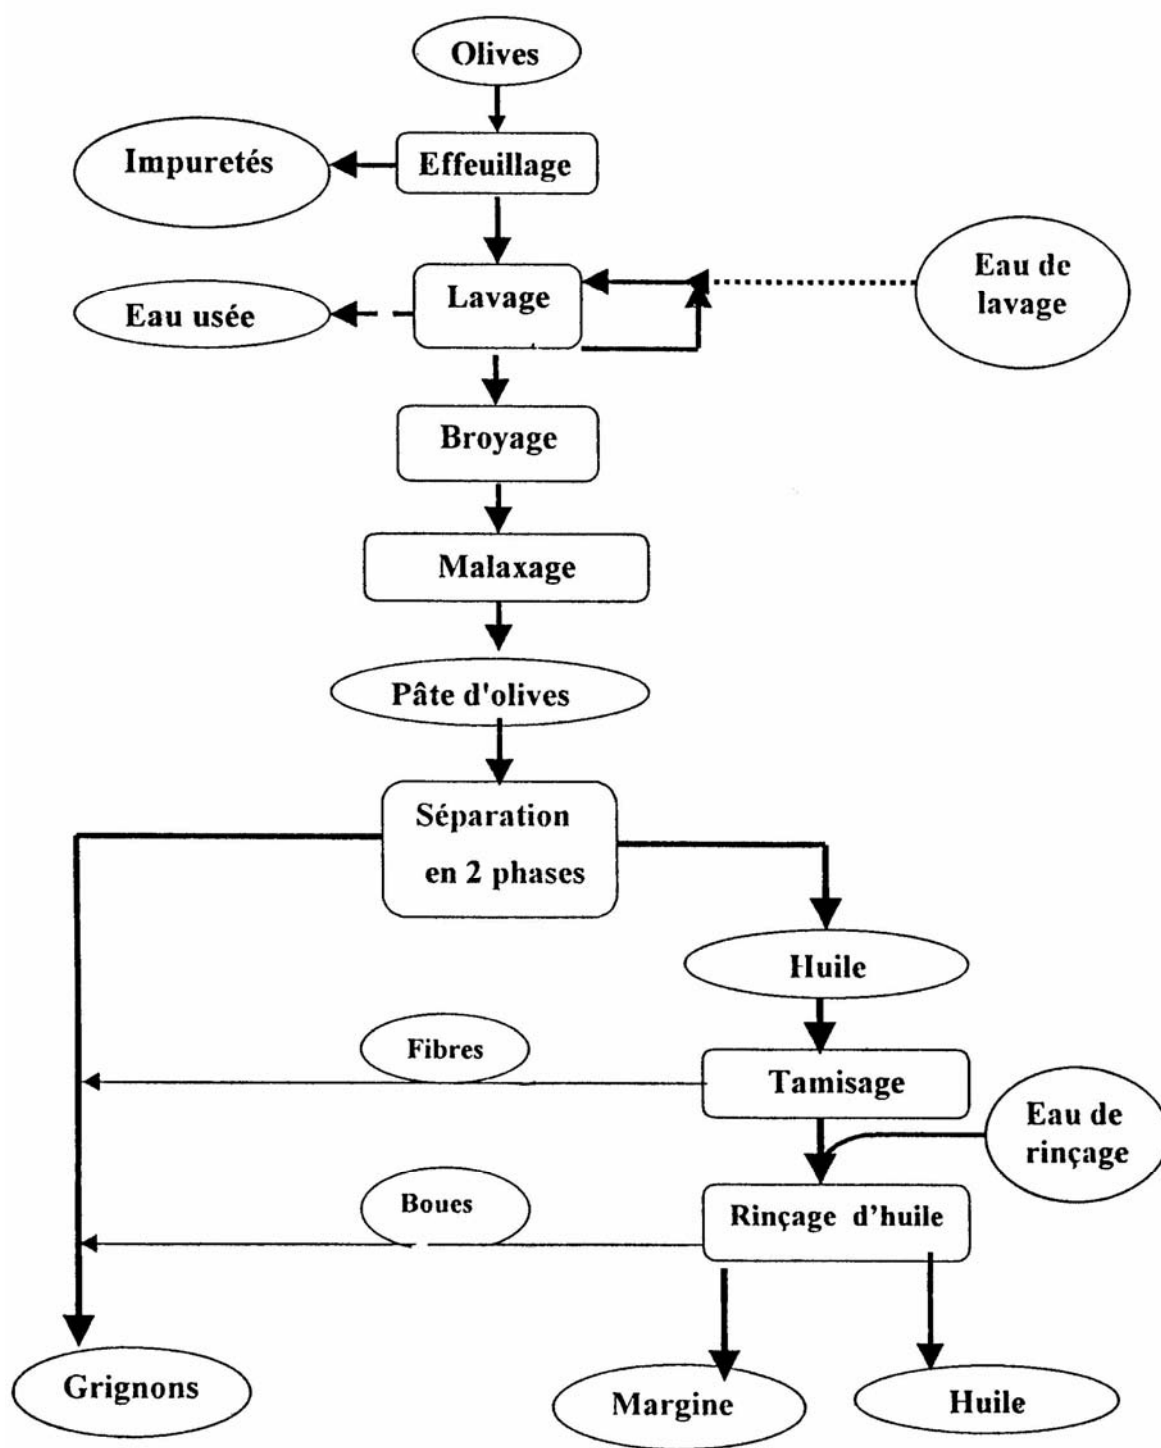 Olives
Impuretés
Effeuillage
Lavage
Eau usée
Eau de
lavage
Broyage
Malaxage
Pâte d'olives
Séparation
en 2 phases
Huile
Fibres
Tamisage
Eau de
rinçage
Boues
Rinçage d'huile
Grignons
Margine
Huile